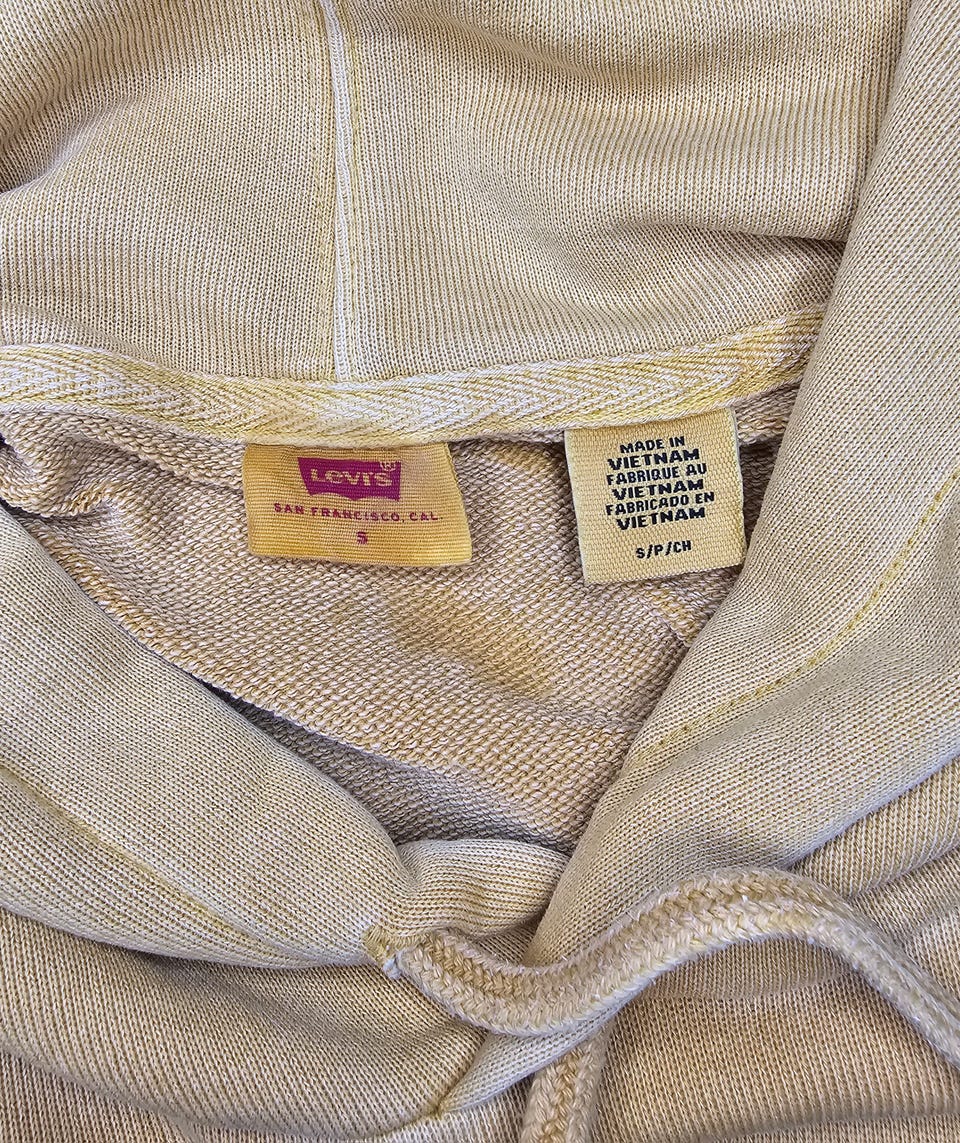 Levi's®
SAN FRANCISCO, CAL.
S
MADE IN
VIETNAM
FABRIQUE AU
VIETNAM
FABRICADO EN
VIETNAM
S/P/CH